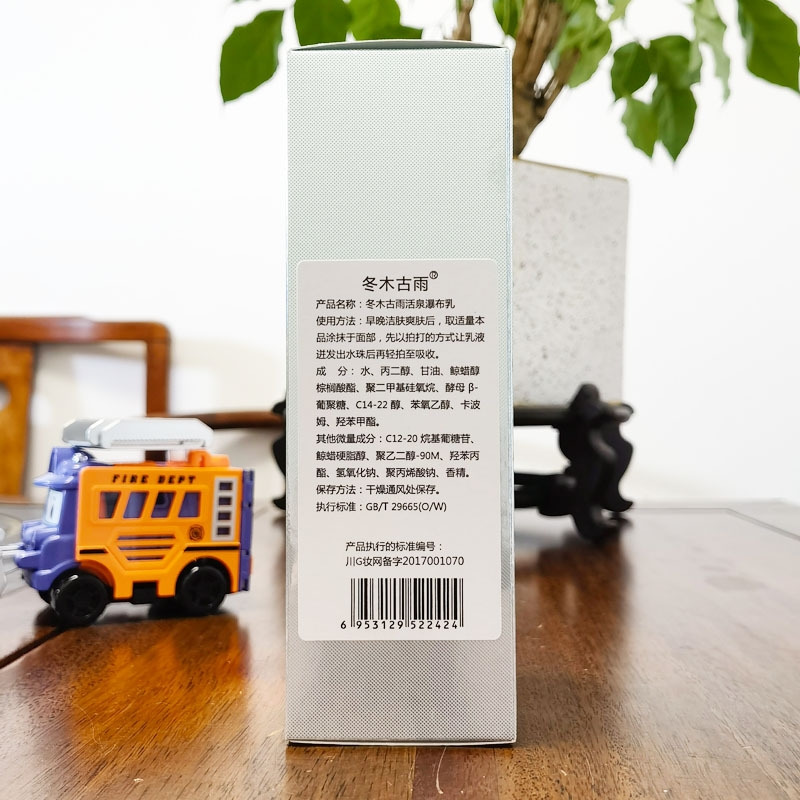 冬木古雨®
产品名称：冬木古雨活泉瀑布乳
使用方法：早晚洁肤爽肤后，取适量本
品涂抹于面部，先以拍打的方式让乳液
迸发出水珠后再轻拍至吸收。
成 分：水、丙二醇、甘油、鲸蜡醇
棕榈酸酯、聚二甲基硅氧烷、酵母 β-
葡聚糖、C14-22 醇、苯氧乙醇、卡波
姆、羟苯甲酯。
其他微量成分：C12-20 烷基葡糖苷、
鲸蜡硬脂醇、聚乙二醇-90M、羟苯丙
酯、氢氧化钠、聚丙烯酸钠、香精。
保存方法：干燥通风处保存。
执行标准：GB/T 29665(O/W)
产品执行的标准编号：
川G妆网备字2017001070
6 953129 522424
FIRE DEPT